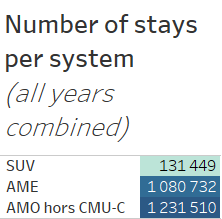 Number of stays
per system
(all years
combined)
SUV 131 449
AME 1 080 732
AMO hors CMU-C 1 231 510